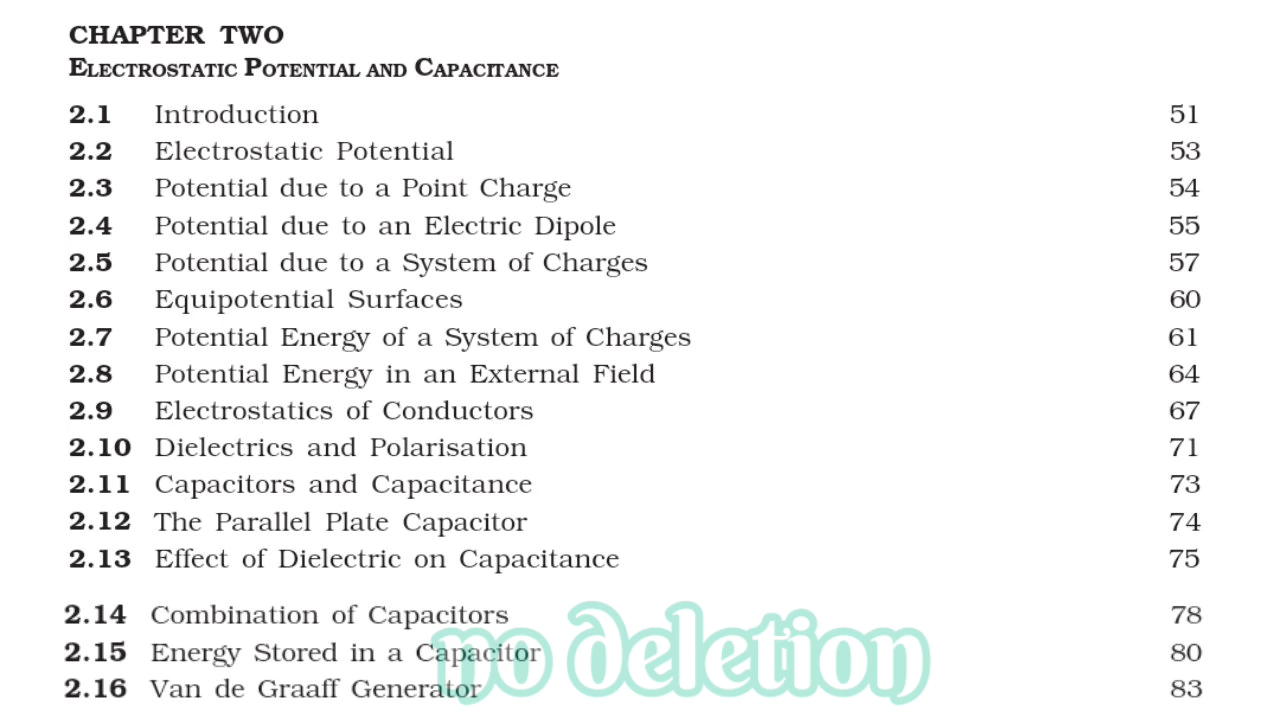 CHAPTER TWO
ELECTROSTATIC POTENTIAL AND CAPACITANCE
2.1 Introduction 51
2.2 Electrostatic Potential 53
2.3 Potential due to a Point Charge 54
2.4 Potential due to an Electric Dipole 55
2.5 Potential due to a System of Charges 57
2.6 Equipotential Surfaces 60
2.7 Potential Energy of a System of Charges 61
2.8 Potential Energy in an External Field 64
2.9 Electrostatics of Conductors 67
2.10 Dielectrics and Polarisation 71
2.11 Capacitors and Capacitance 73
2.12 The Parallel Plate Capacitor 74
2.13 Effect of Dielectric on Capacitance 75
2.14 Combination of Capacitors 78
2.15 Energy Stored in a Capacitor 80
2.16 Van de Graaff Generator 83
no deletion